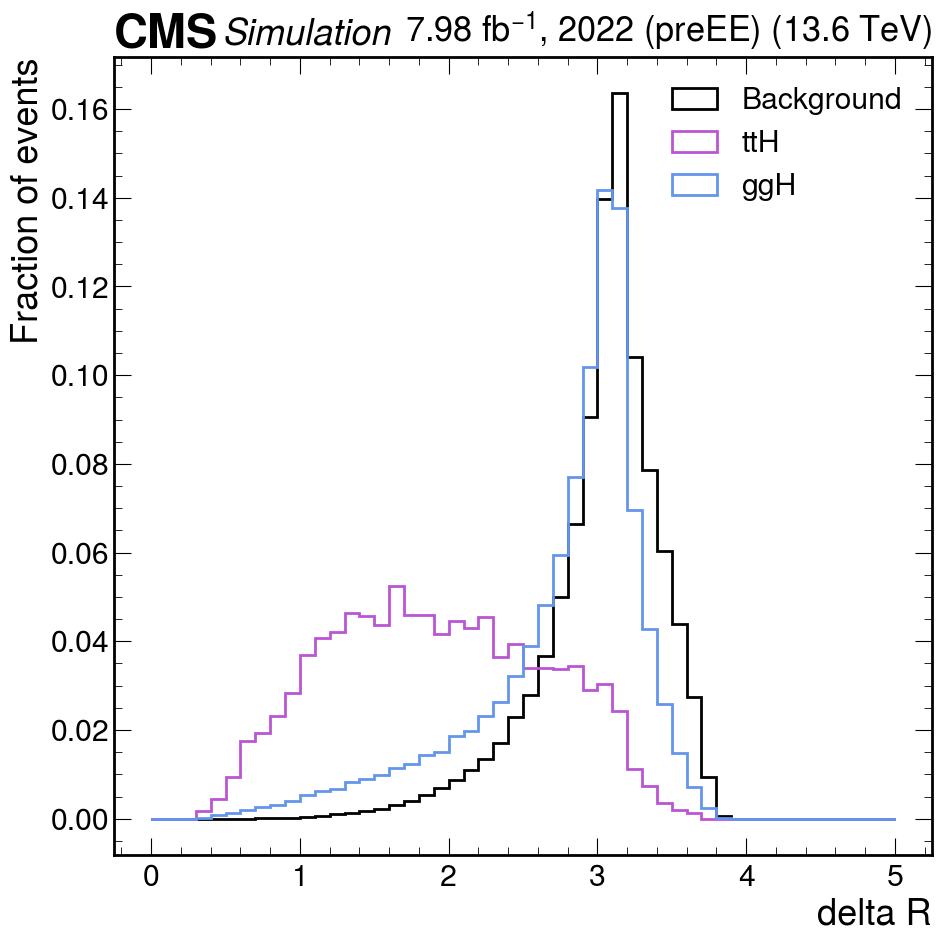 CMS Simulation 7.98 fb⁻¹, 2022 (preEE) (13.6 TeV)
Fraction of events
Background
ttH
ggH
0.16
0.14
0.12
0.10
0.08
0.06
0.04
0.02
0.00
0 1 2 3 4 5
delta R